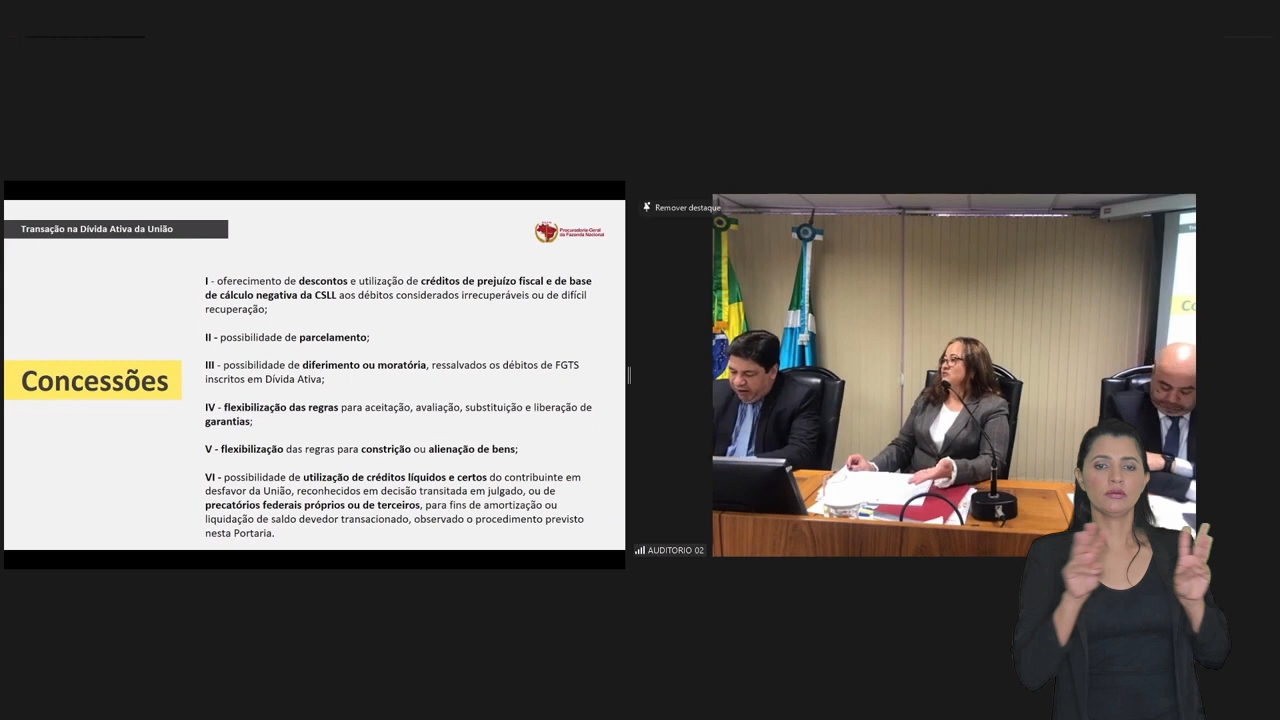 Transação na Dívida Ativa da União
Procuradoria-Geral
da Fazenda Nacional
I - oferecimento de descontos e utilização de créditos de prejuízo fiscal e de base
de cálculo negativa da CSLL aos débitos considerados irrecuperáveis ou de difícil
recuperação;
II - possibilidade de parcelamento;
III - possibilidade de diferimento ou moratória, ressalvados os débitos de FGTS
inscritos em Dívida Ativa;
Concessões
IV - flexibilização das regras para aceitação, avaliação, substituição e liberação de
garantias;
V - flexibilização das regras para constrição ou alienação de bens;
VI - possibilidade de utilização de créditos líquidos e certos do contribuinte em
desfavor da União, reconhecidos em decisão transitada em julgado, ou de
precatórios federais próprios ou de terceiros, para fins de amortização ou
liquidação de saldo devedor transacionado, observado o procedimento previsto
nesta Portaria.
Remover destaque
AUDITORIO 02